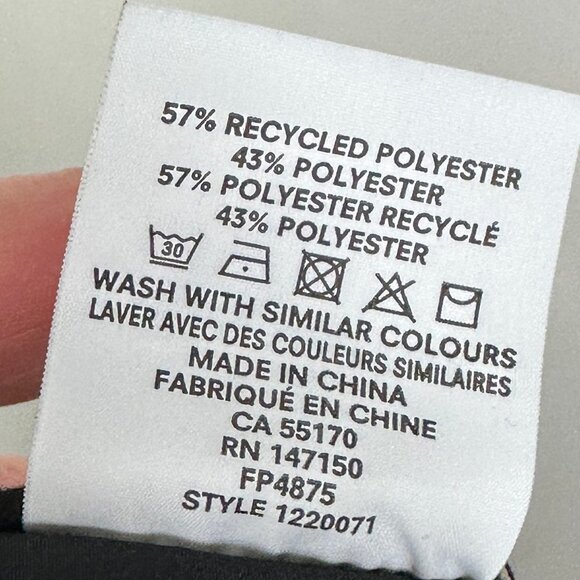 57% RECYCLED POLYESTER
43% POLYESTER
57% POLYESTER RECYCLÉ
43% POLYESTER
30
WASH WITH SIMILAR COLOURS
LAVER AVEC DES COULEURS SIMILAIRES
MADE IN CHINA
FABRIQUÉ EN CHINE
CA 55170
RN 147150
FP4875
STYLE 1220071